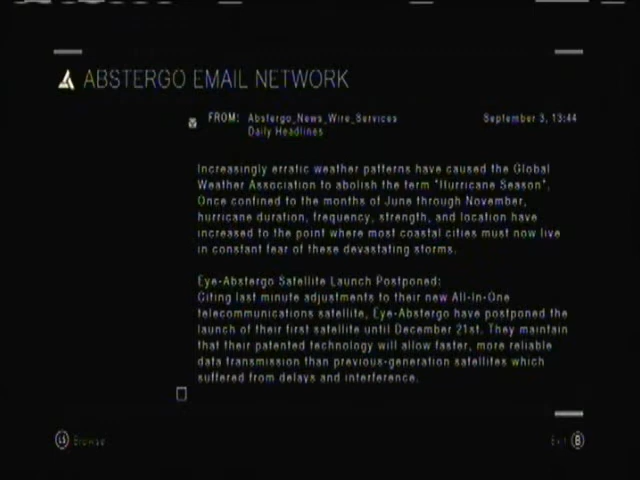 ABSTERGO EMAIL NETWORK
FROM: Abstergo_News_Wire_Services September 3, 13:44
Daily Headlines
Increasingly erratic weather patterns have caused the Global
Weather Association to abolish the term "Hurricane Season".
Once confined to the months of June through November,
hurricane duration, frequency, strength, and location have
increased to the point where most coastal cities must now live
in constant fear of these devastating storms.
Eye-Abstergo Satellite Launch Postponed:
Citing last minute adjustments to their new All-In-One
telecommunications satellite, Eye-Abstergo have postponed the
launch of their first satellite until December 21st. They maintain
that their patented technology will allow faster, more reliable
data transmission than previous-generation satellites which
suffered from delays and interference.
LS Browse Exit B